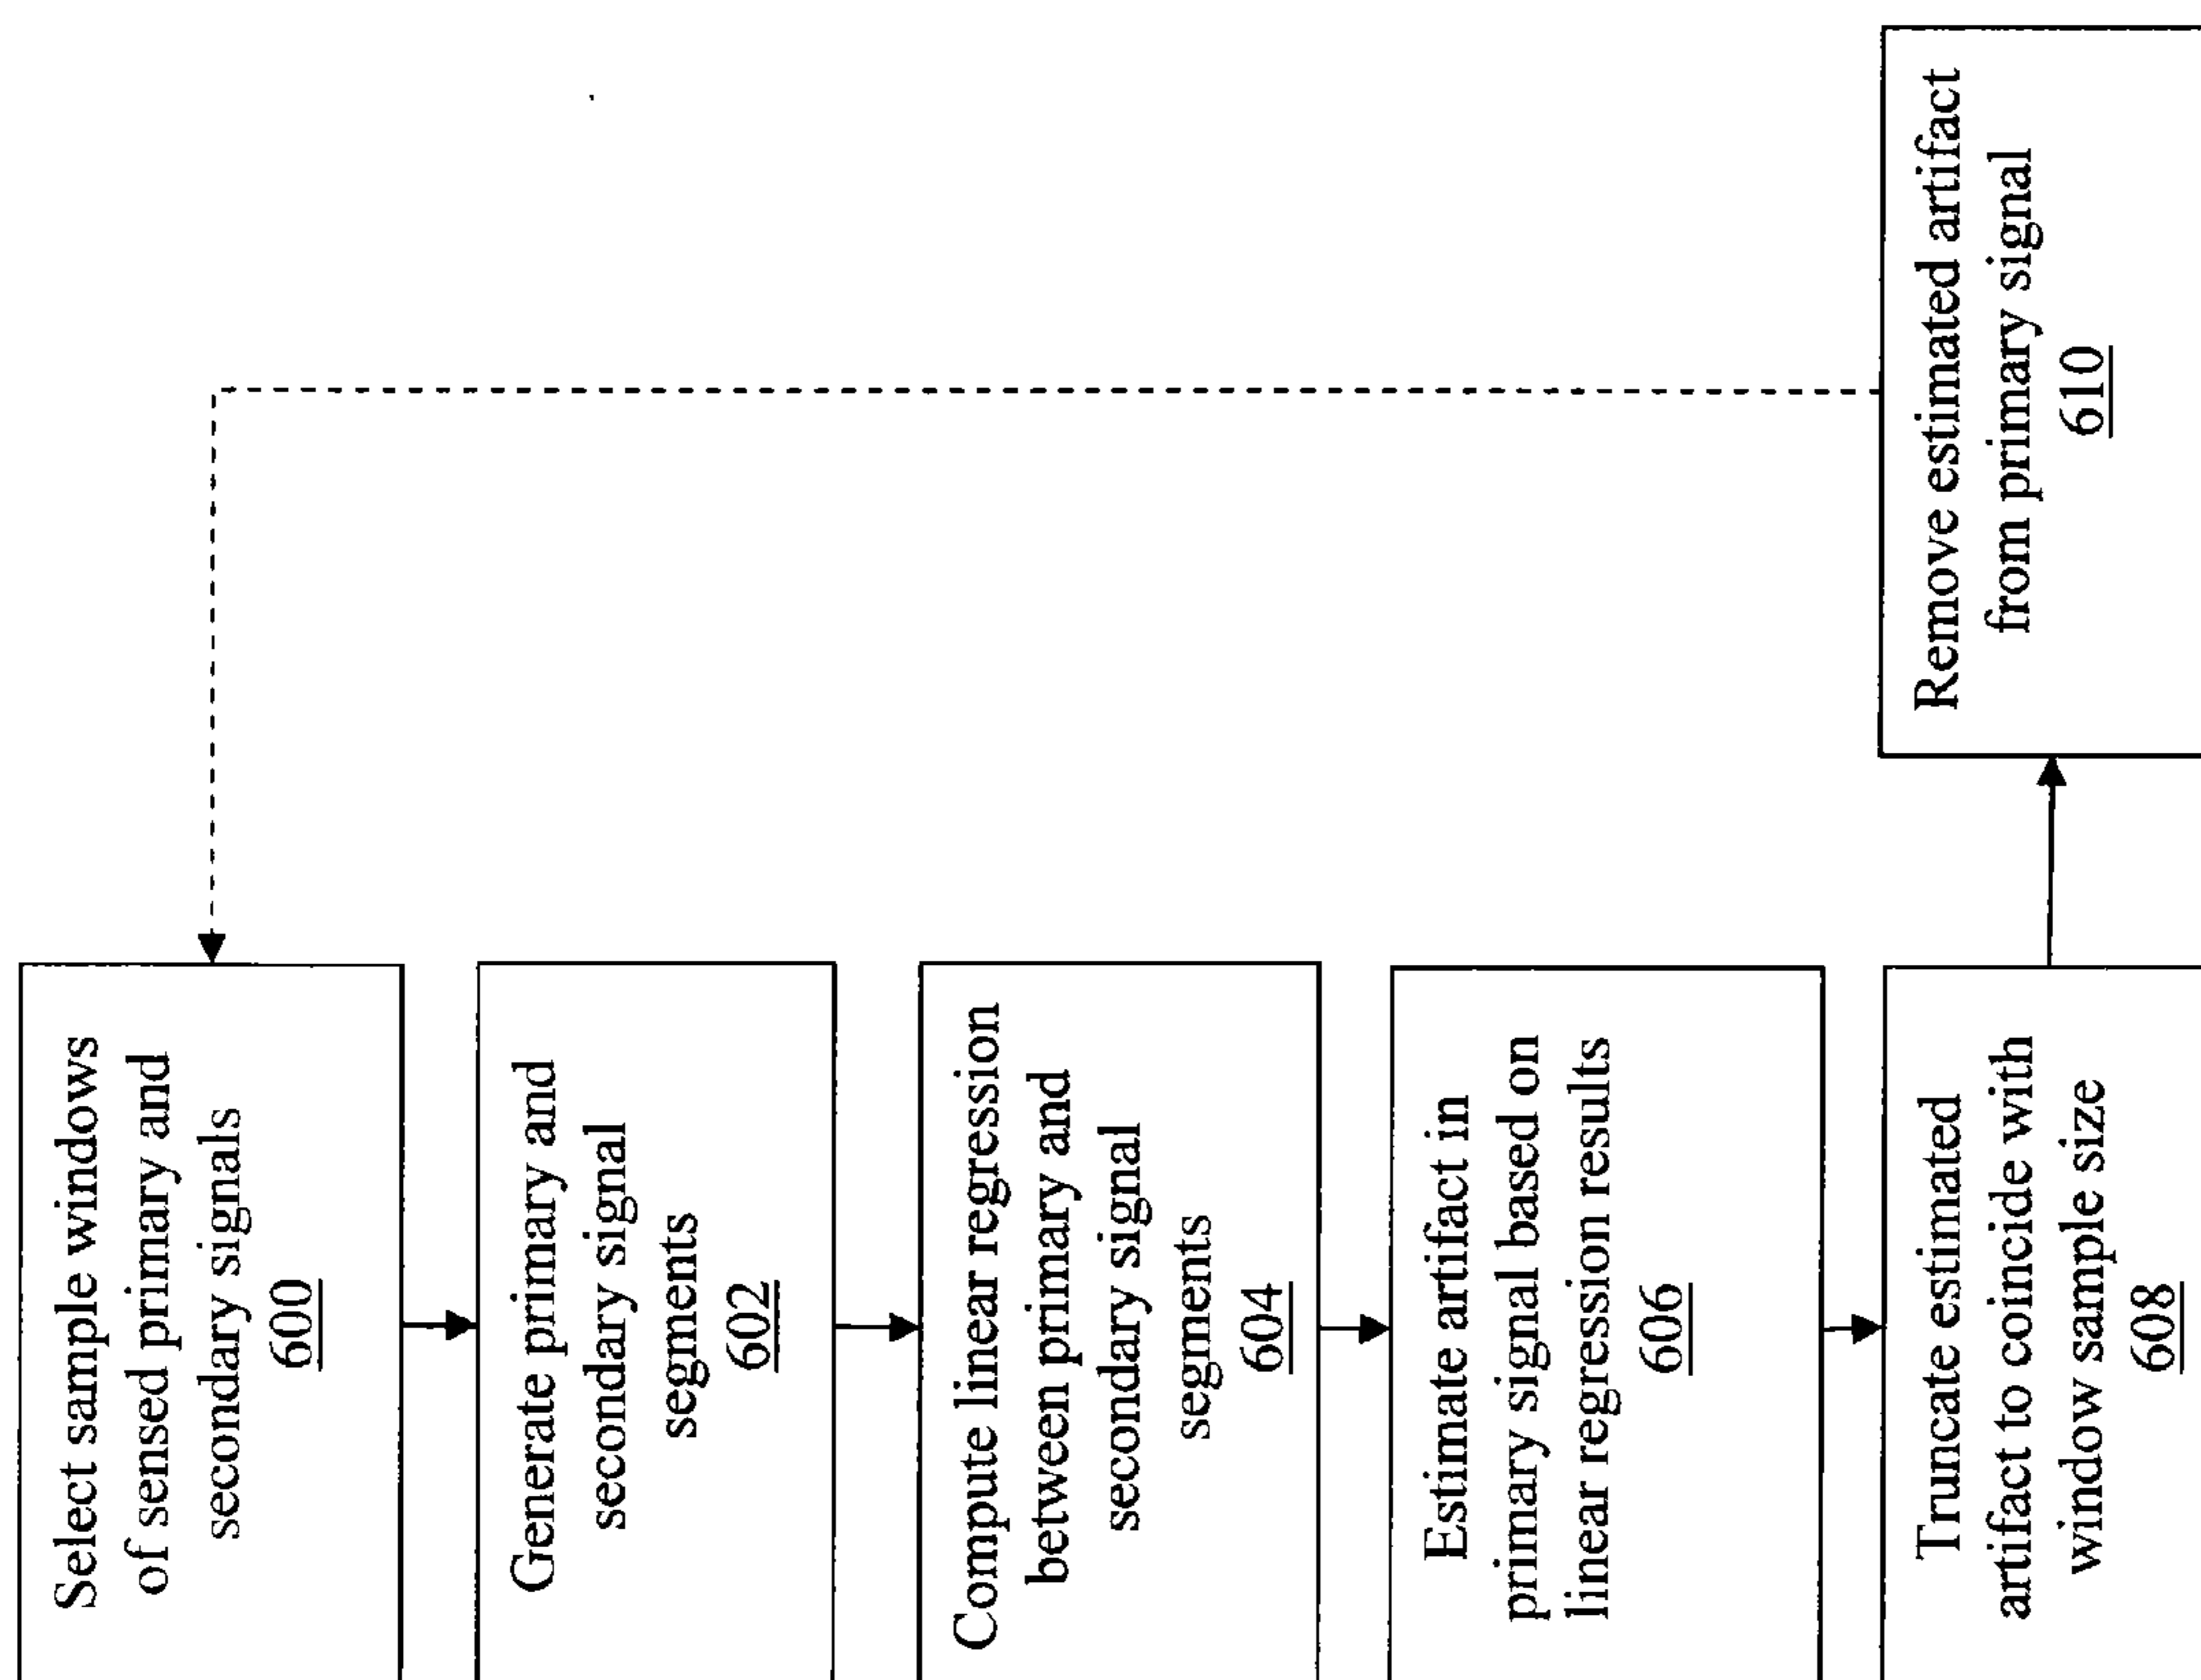 Select sample windows
of sensed primary and
secondary signals
600
Generate primary and
secondary signal
segments
602
Compute linear regression
between primary and
secondary signal
segments
604
Estimate artifact in
primary signal based on
linear regression results
606
Truncate estimated
artifact to coincide with
window sample size
608
Remove estimated artifact
from primary signal
610